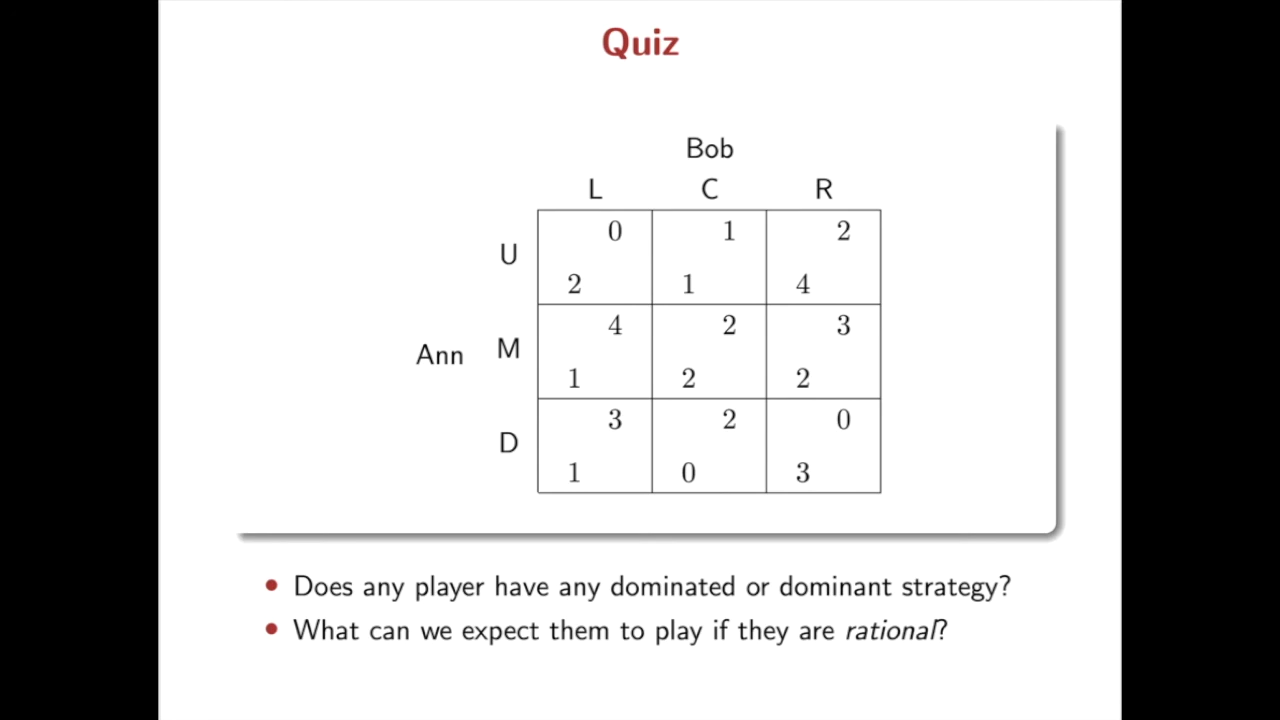 Quiz
Bob
L C R
0 1 2
U
2 1 4
4 2 3
Ann M
1 2 2
3 2 0
D
1 0 3
• Does any player have any dominated or dominant strategy?
• What can we expect them to play if they are rational?